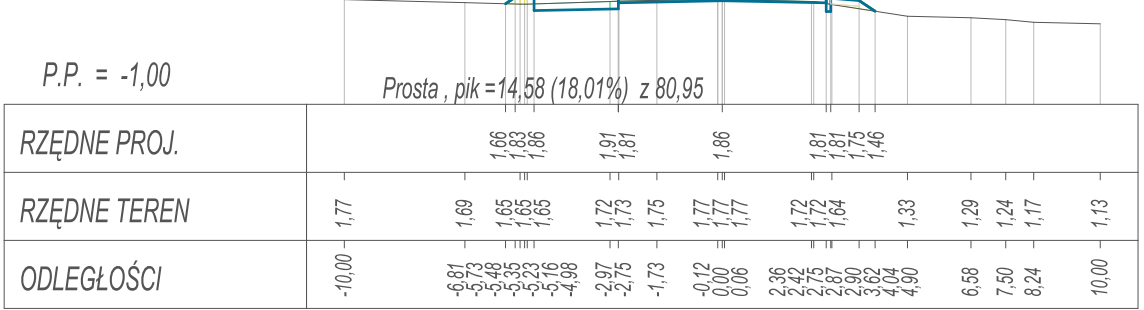 P.P. = -1,00
Prosta , pik =14,58 (18,01%) z 80,95
RZĘDNE PROJ. 1,66 1,83 1,86 1,91 1,81 1,86 1,81 1,81 1,75 1,46
RZĘDNE TEREN 1,77 1,69 1,65 1,65 1,65 1,72 1,73 1,75 1,77 1,77 1,77 1,72 1,72 1,64 1,33 1,29 1,24 1,17 1,13
ODLEGŁOŚCI -10,00 -6,81 -5,73 -5,48 -5,35 -5,23 -5,16 -4,98 -2,97 -2,75 -1,73 -0,12 0,00 0,06 2,36 2,42 2,75 2,87 2,90 3,62 4,04 4,90 6,58 7,50 8,24 10,00